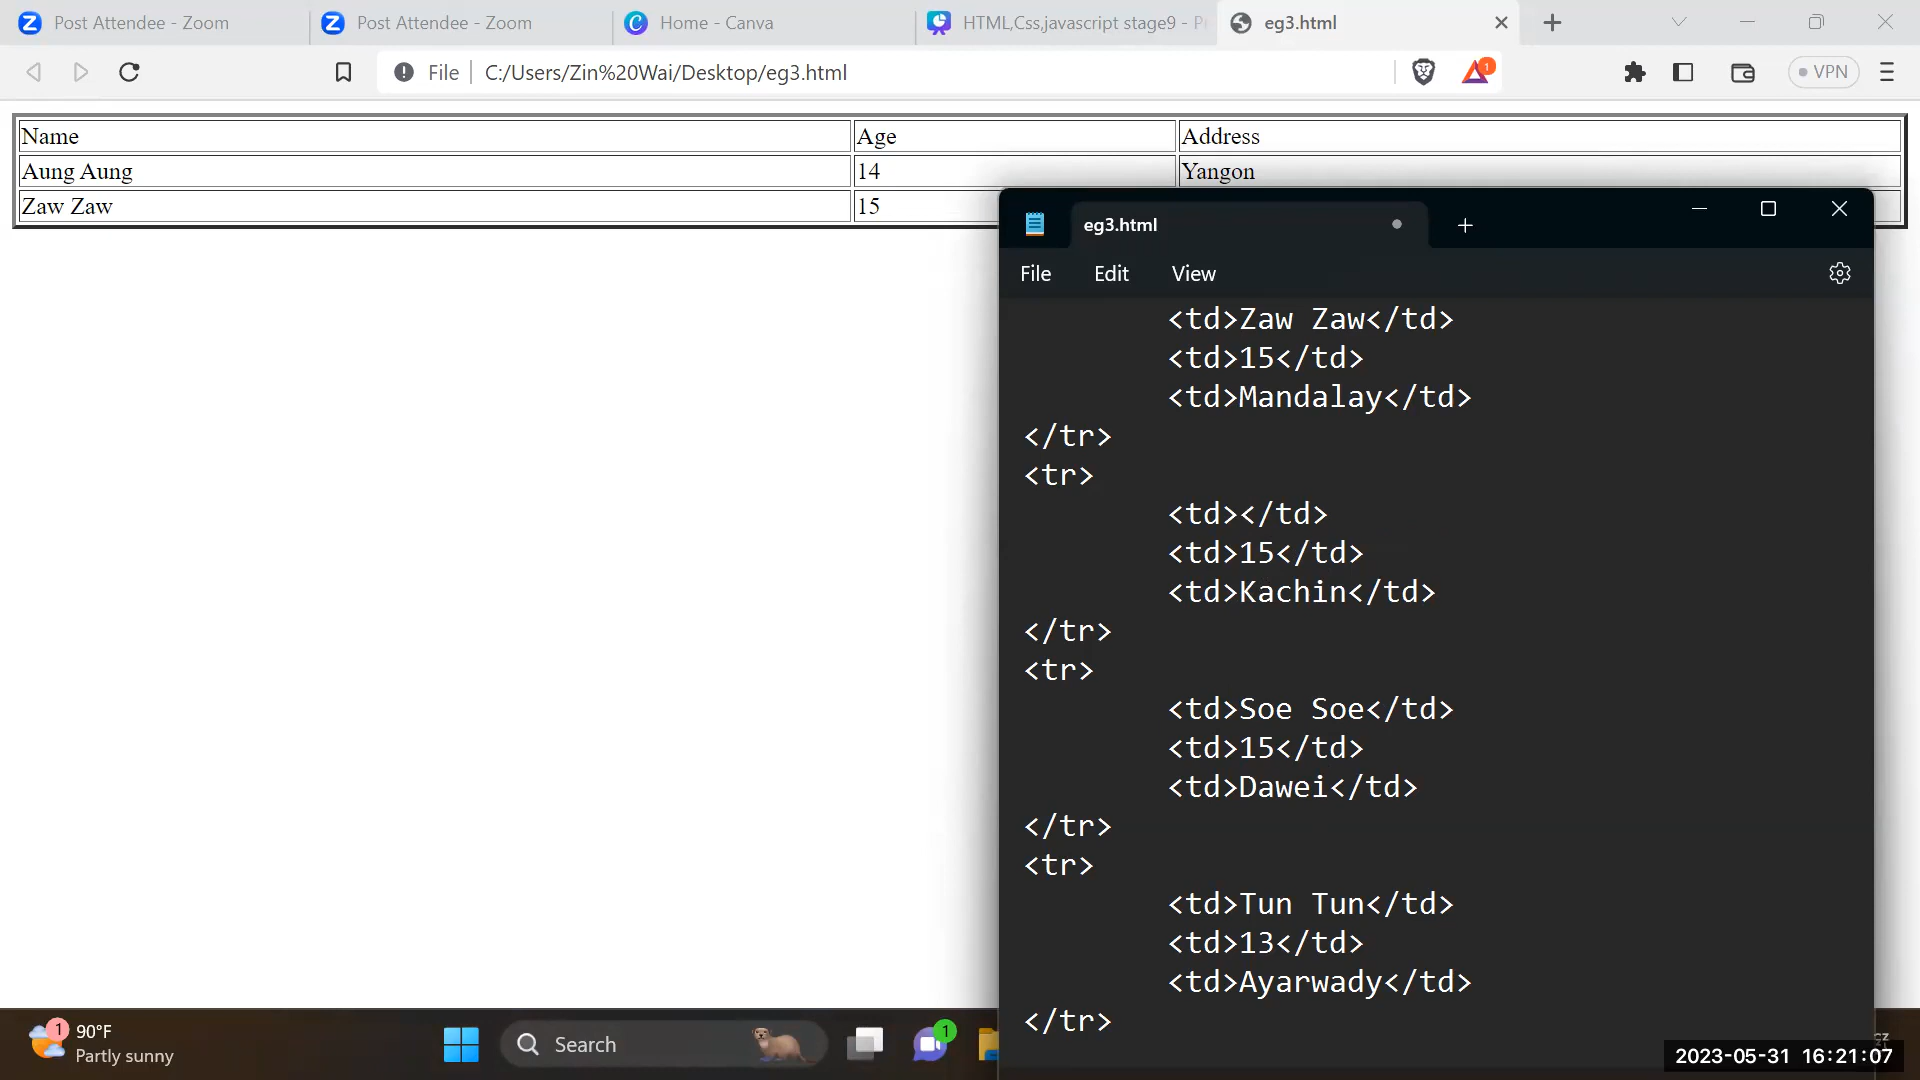 Post Attendee - Zoom
Post Attendee - Zoom
Home - Canva
HTML,Css,javascript stage9 - P
eg3.html
File
C:/Users/Zin%20Wai/Desktop/eg3.html
1
VPN
Name Age Address
Aung Aung 14 Yangon
Zaw Zaw 15
eg3.html
File Edit View
<td>Zaw Zaw</td>
<td>15</td>
<td>Mandalay</td>
</tr>
<tr>
<td></td>
<td>15</td>
<td>Kachin</td>
</tr>
<tr>
<td>Soe Soe</td>
<td>15</td>
<td>Dawei</td>
</tr>
<tr>
<td>Tun Tun</td>
<td>13</td>
<td>Ayarwady</td>
</tr>
1
90°F
Partly sunny
Search
1
2023-05-31 16:21:07